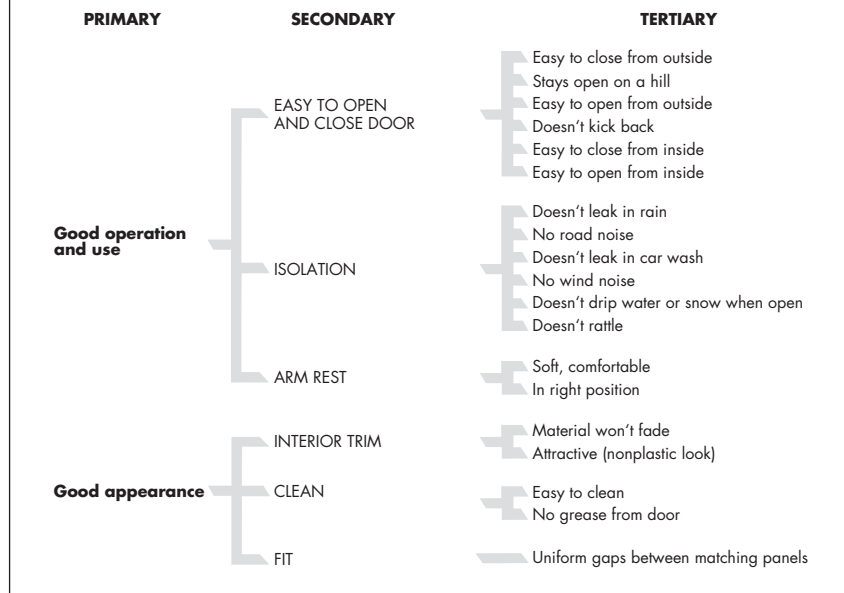 PRIMARY SECONDARY TERTIARY
Good operation
and use
EASY TO OPEN
AND CLOSE DOOR
Easy to close from outside
Stays open on a hill
Easy to open from outside
Doesn't kick back
Easy to close from inside
Easy to open from inside
ISOLATION
Doesn't leak in rain
No road noise
Doesn't leak in car wash
No wind noise
Doesn't drip water or snow when open
Doesn't rattle
ARM REST
Soft, comfortable
In right position
Good appearance
INTERIOR TRIM
Material won't fade
Attractive (nonplastic look)
CLEAN
Easy to clean
No grease from door
FIT
Uniform gaps between matching panels